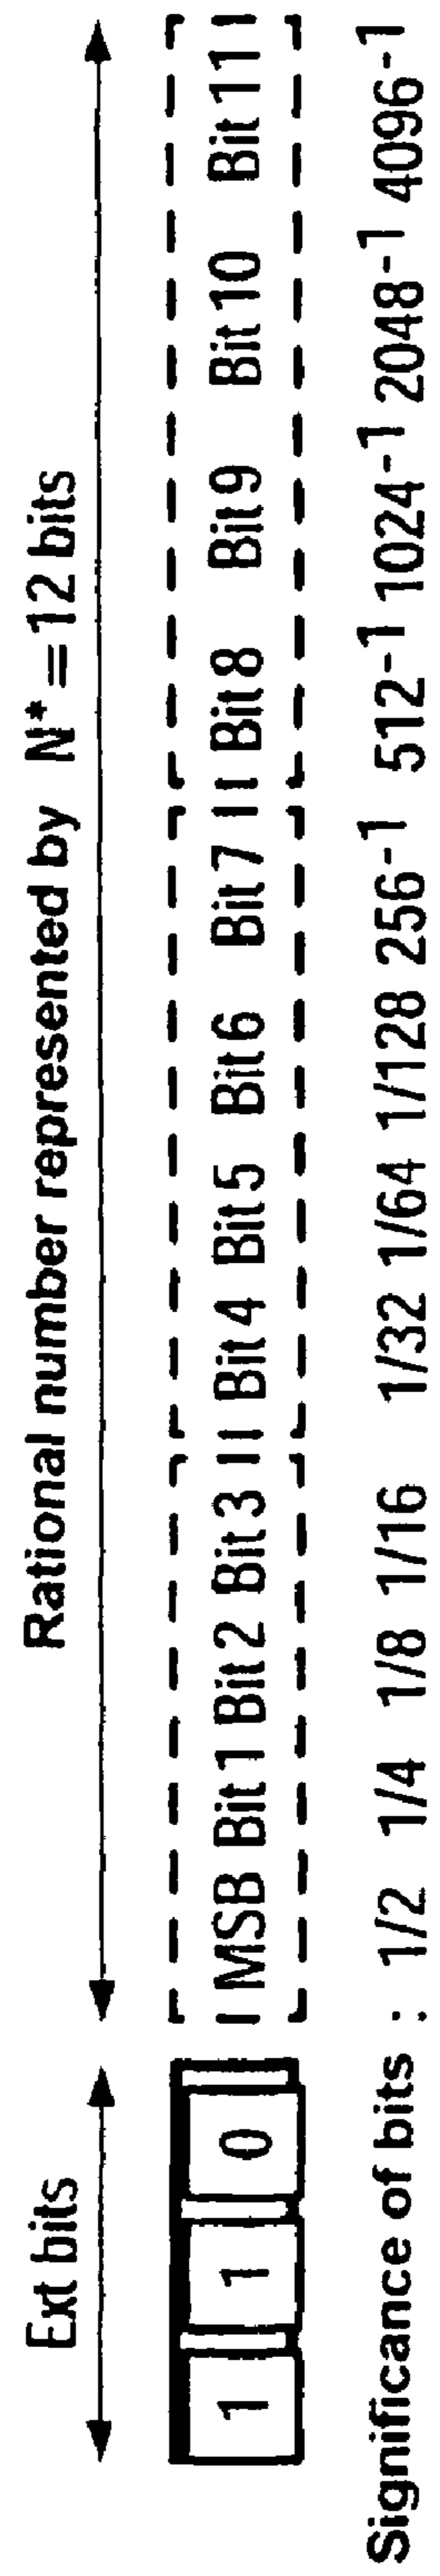 Ext bits Rational number represented by N* = 12 bits
1 1 0 MSB Bit 1 Bit 2 Bit 3 Bit 4 Bit 5 Bit 6 Bit 7 Bit 8 Bit 9 Bit 10 Bit 11
Significance of bits : 1/2 1/4 1/8 1/16 1/32 1/64 1/128 256-1 512-1 1024-1 2048-1 4096-1